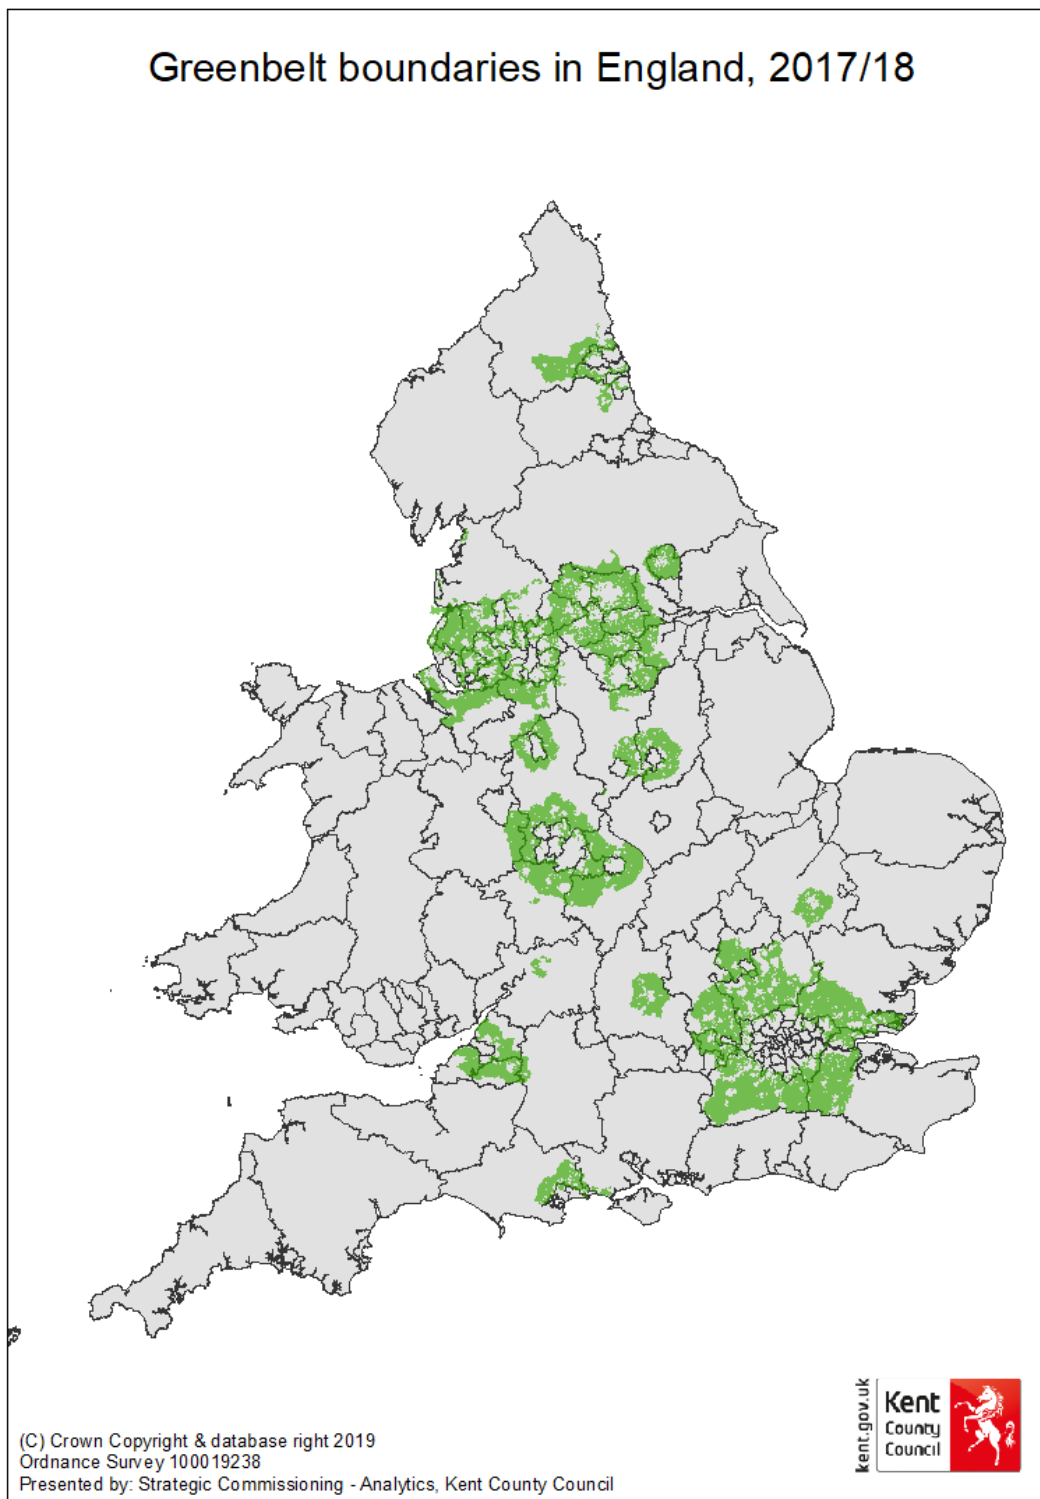 Greenbelt boundaries in England, 2017/18
(C) Crown Copyright & database right 2019
Ordnance Survey 100019238
Presented by: Strategic Commissioning - Analytics, Kent County Council
kent.gov.uk
Kent
County
Council